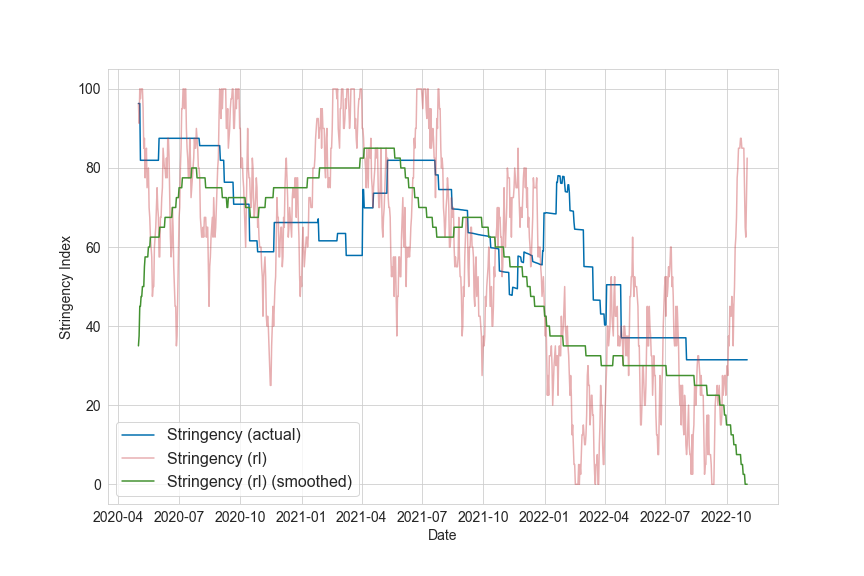 100
80
60
40
20
0
Stringency Index
Stringency (actual)
Stringency (rl)
Stringency (rl) (smoothed)
2020-04 2020-07 2020-10 2021-01 2021-04 2021-07 2021-10 2022-01 2022-04 2022-07 2022-10
Date